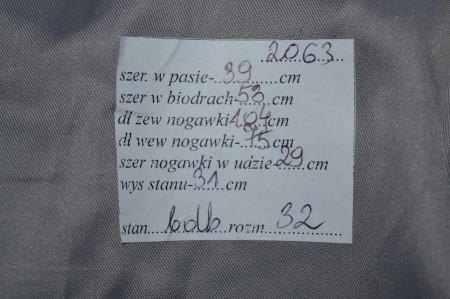 2063
szer. w pasie-39cm
szer w biodrach-53cm
dł zew nogawki-104cm
dł wew nogawki-75cm
szer nogawki w udzie-29cm
wys stanu-31cm
stan bdb rozm 32